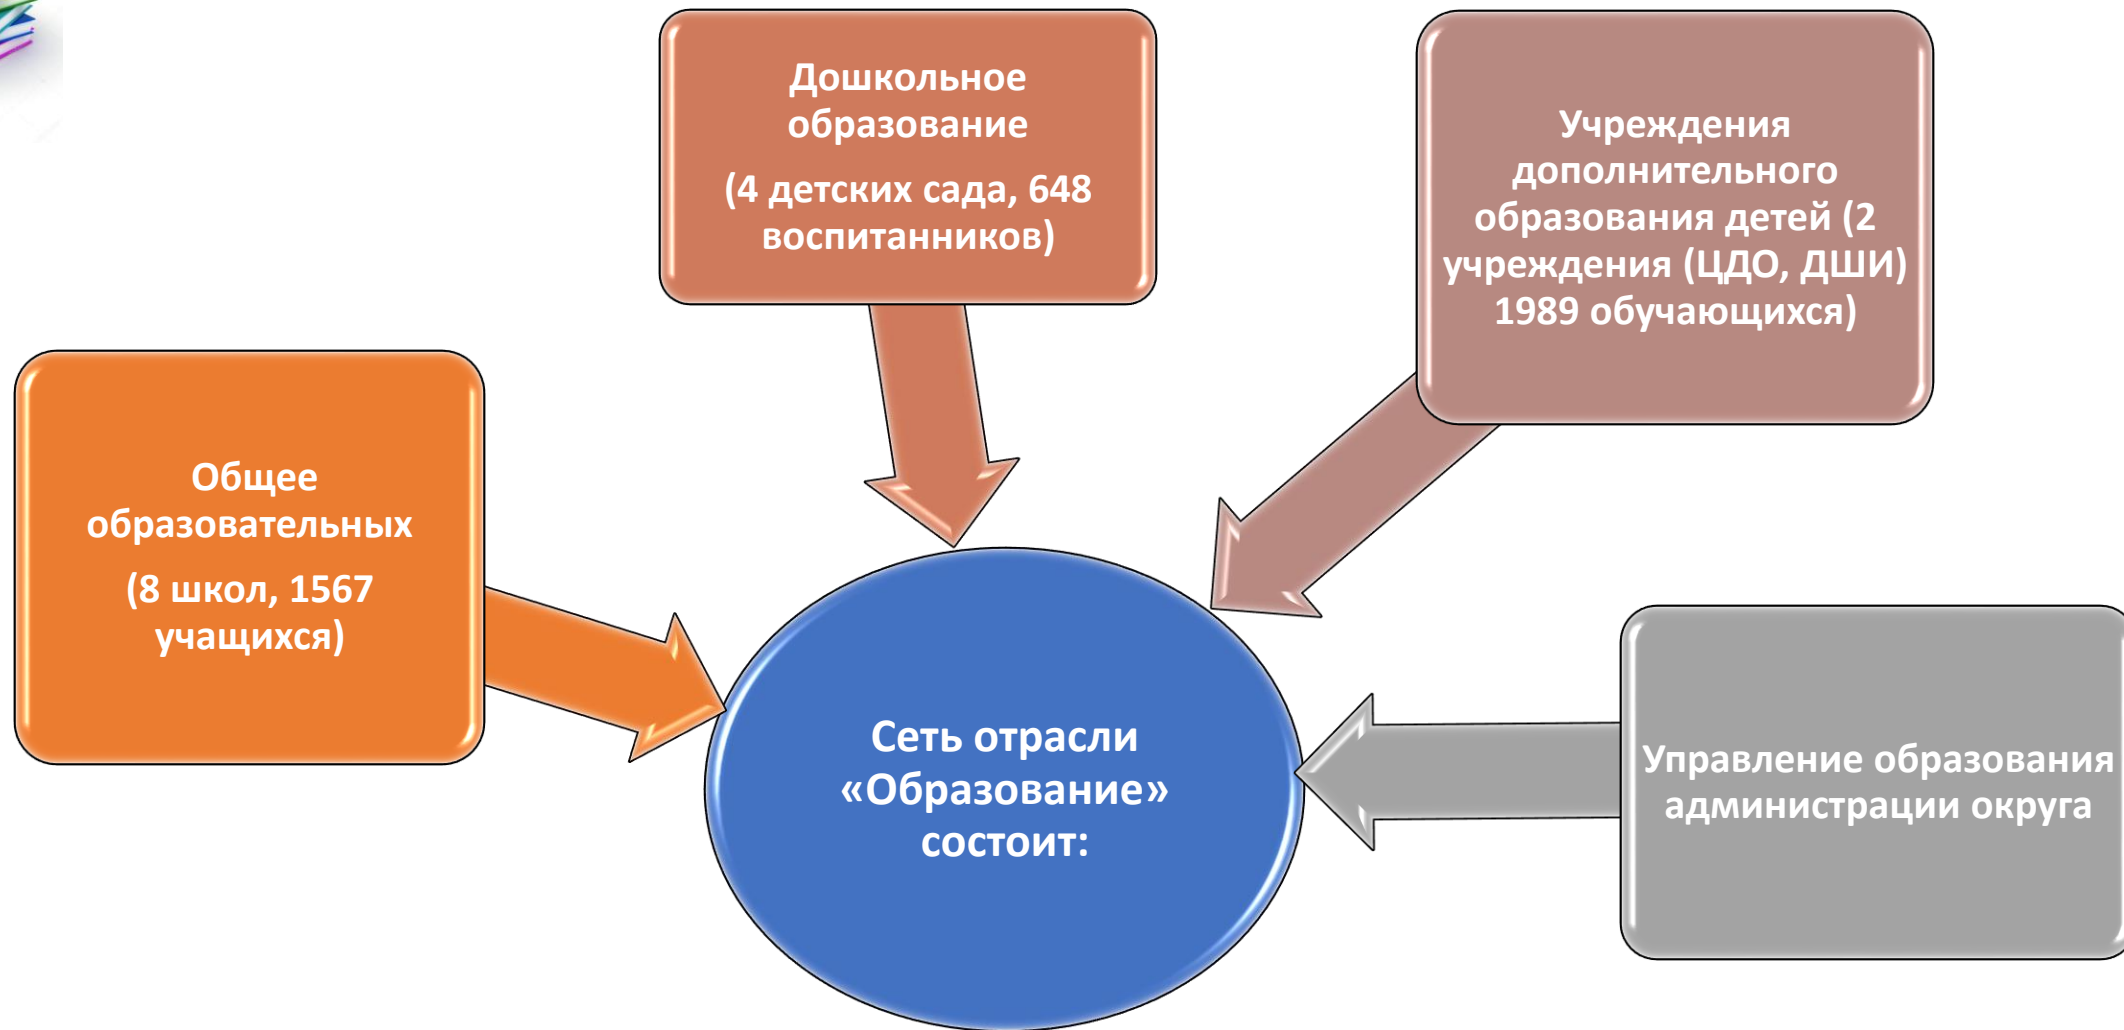 Дошкольное
образование
(4 детских сада, 648
воспитанников)
Учреждения
дополнительного
образования детей (2
учреждения (ЦДО, ДШИ)
1989 обучающихся)
Общее
образовательных
(8 школ, 1567
учащихся)
Сеть отрасли
«Образование»
состоит:
Управление образования
администрации округа